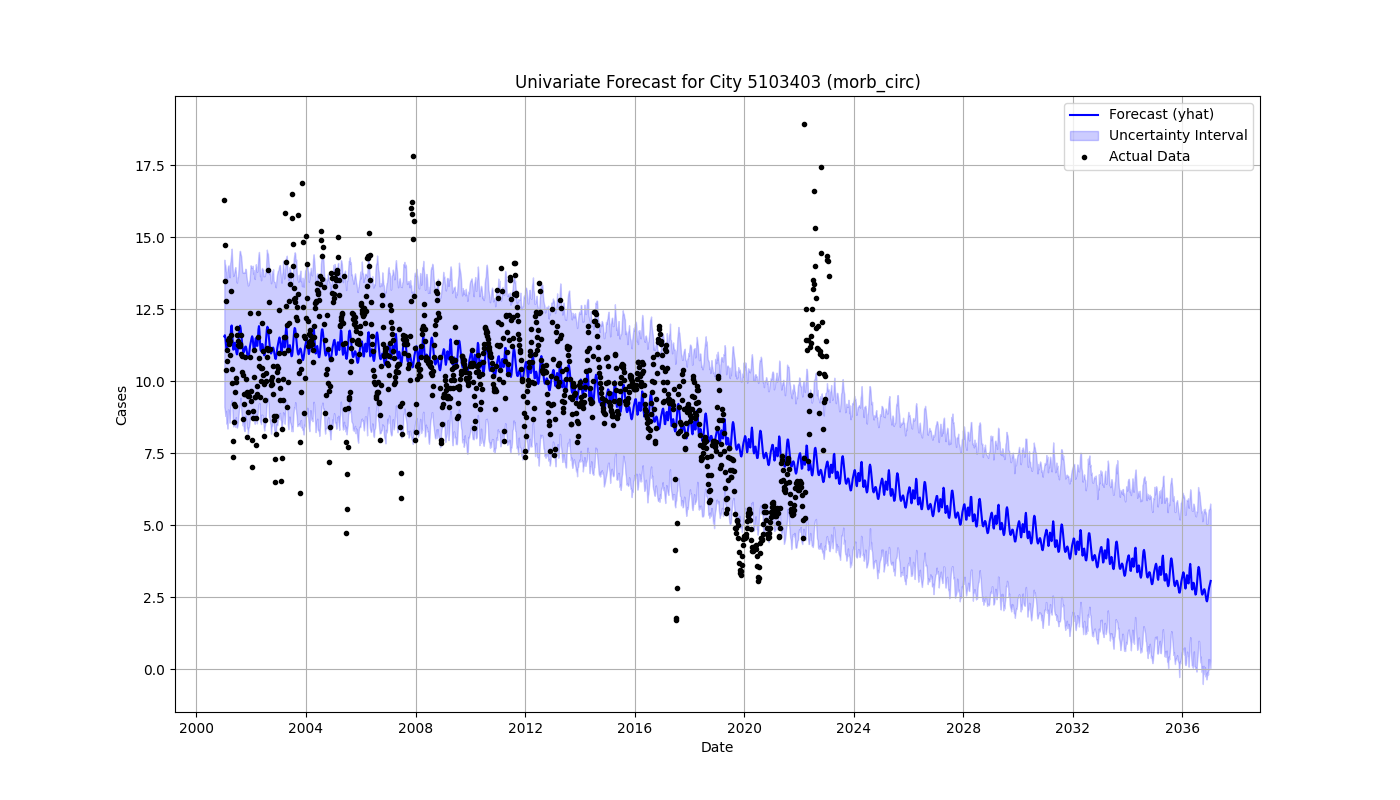 Univariate Forecast for City 5103403 (morb_circ)
Forecast (yhat)
Uncertainty Interval
Actual Data
17.5
15.0
12.5
10.0
7.5
5.0
2.5
0.0
Cases
2000 2004 2008 2012 2016 2020 2024 2028 2032 2036
Date